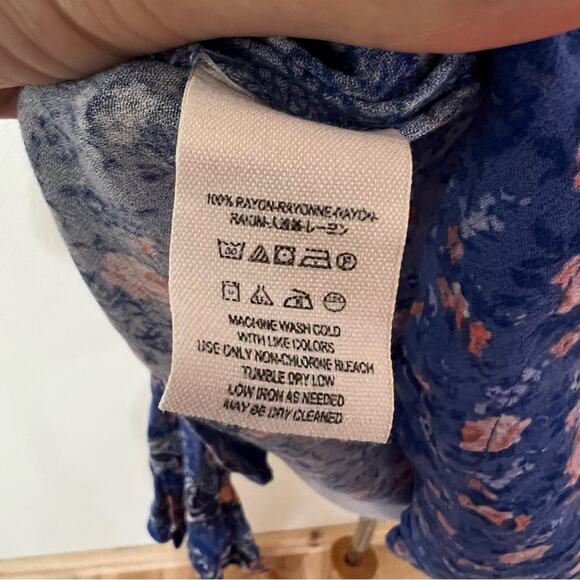 100% RAYON-RAYONNE-RAYON-
MACHINE WASH COLD
WITH LIKE COLORS
USE ONLY NON-CHLORINE BLEACH
TUMBLE DRY LOW
LOW IRON AS NEEDED
MAY BE DRY CLEANED